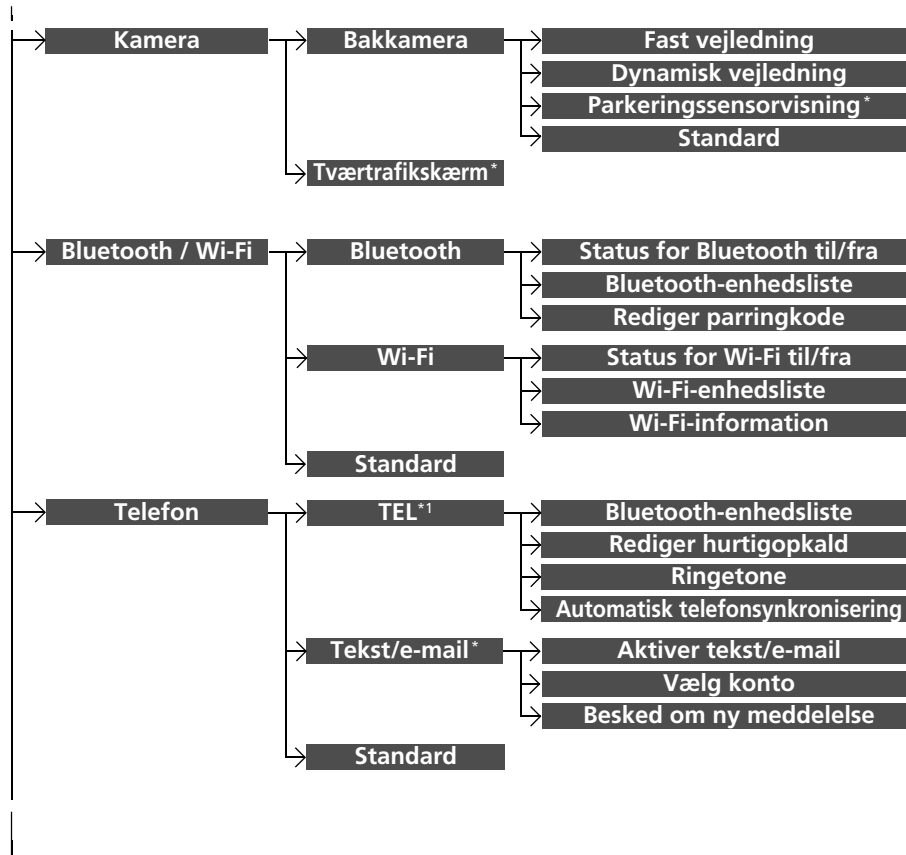 Kamera
Bakkamera
Fast vejledning
Dynamisk vejledning
Parkeringssensorvisning*
Standard
Tværtrafikskærm*
Bluetooth / Wi-Fi
Bluetooth
Status for Bluetooth til/fra
Bluetooth-enhedsliste
Rediger parringkode
Wi-Fi
Status for Wi-Fi til/fra
Wi-Fi-enhedsliste
Wi-Fi-information
Standard
Telefon
TEL*1
Bluetooth-enhedsliste
Rediger hurtigopkald
Ringetone
Automatisk telefonsynkronisering
Tekst/e-mail*
Aktiver tekst/e-mail
Vælg konto
Besked om ny meddelelse
Standard